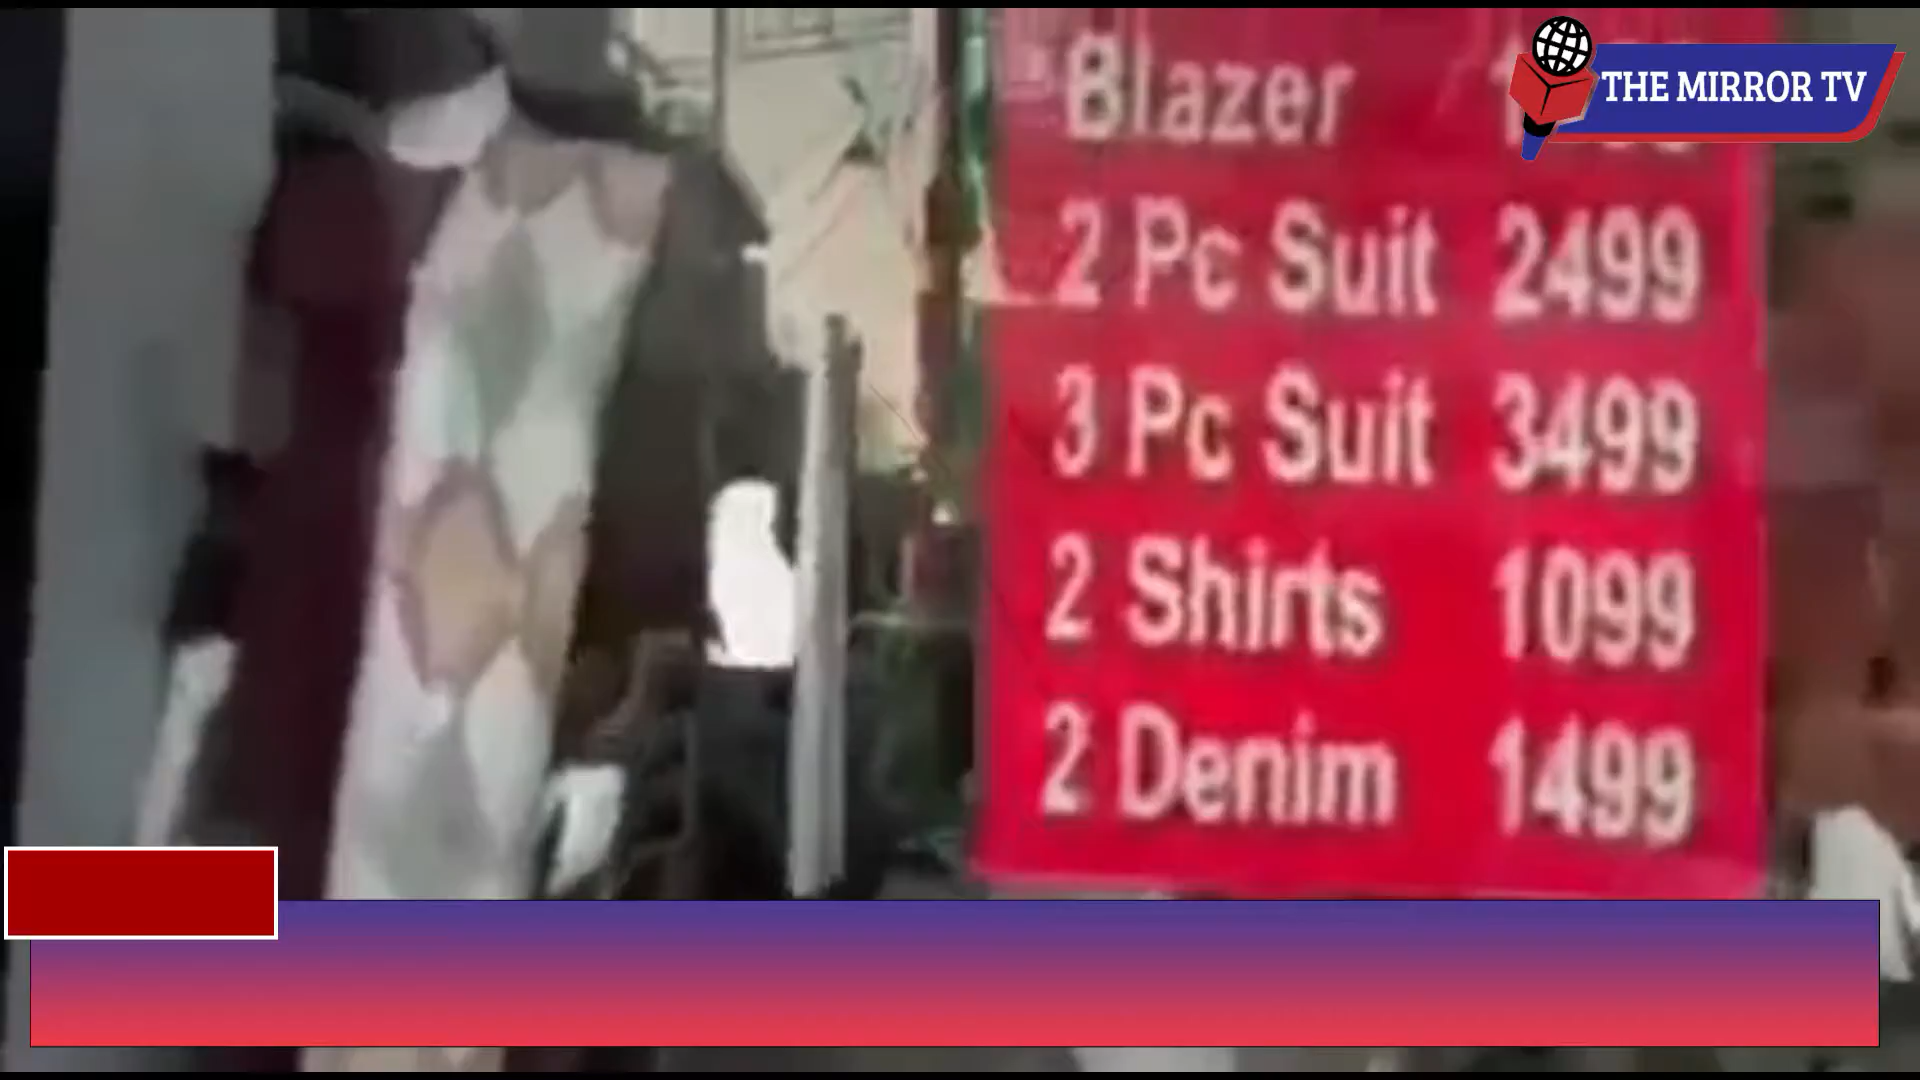 THE MIRROR TV
Blazer
2 Pc Suit 2499
3 Pc Suit 3499
2 Shirts 1099
2 Denim 1499